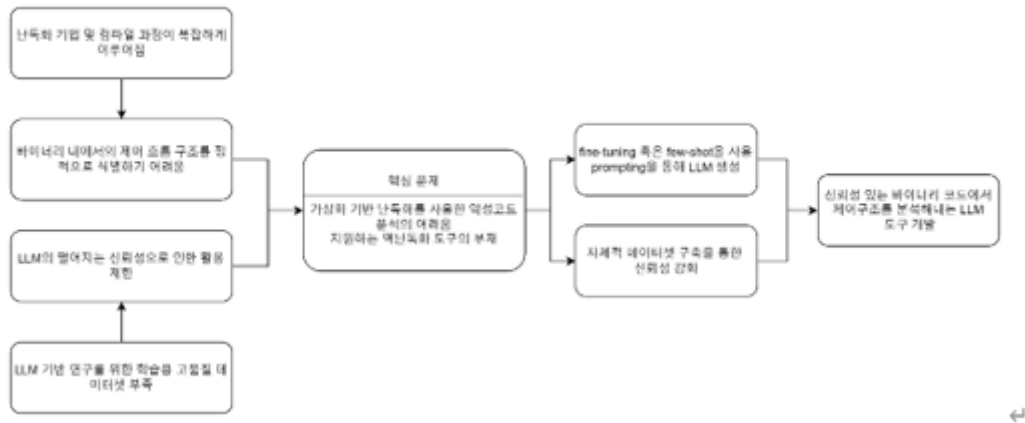 난독화 기법 및 컴파일 과정이 복잡하게
이루어짐
바이너리 내에서의 제어 흐름 구조를 정
적으로 식별하기 어려움
LLM의 떨어지는 신뢰성으로 인한 활용
제한
LLM 기반 연구를 위한 학습용 고품질 데
이터셋 부족
핵심 문제
가상화 기반 난독화를 사용한 악성코드
분석의 어려움
지원하는 역난독화 도구의 부재
fine-tuning 혹은 few-shot을 사용
prompting을 통해 LLM 생성
자체적 데이터셋 구축을 통한
신뢰성 강화
신뢰성 있는 바이너리 코드에서
제어구조를 분석해내는 LLM
도구 개발